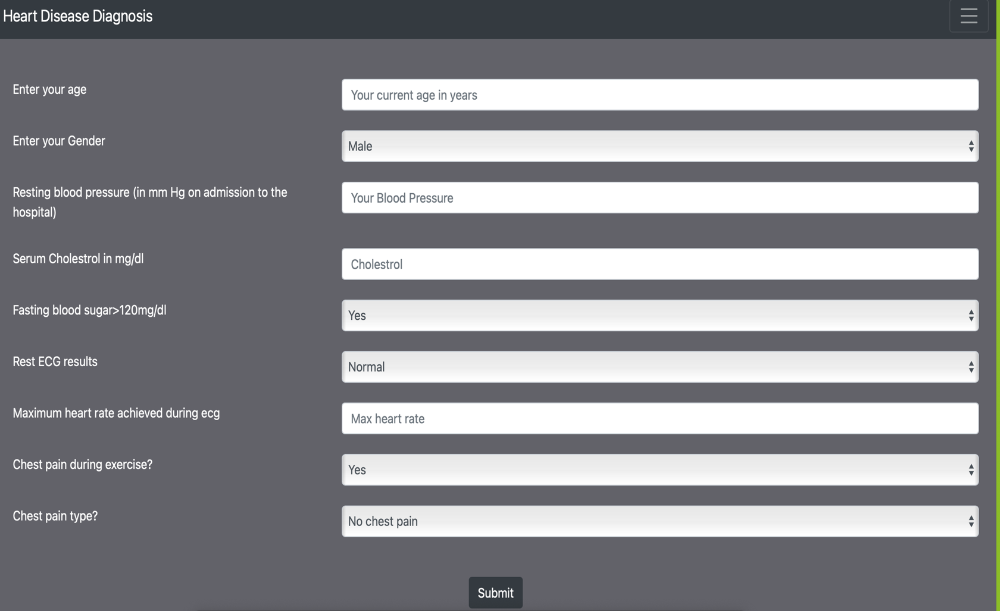 Heart Disease Diagnosis
Enter your age
Your current age in years
Enter your Gender
Male
Resting blood pressure (in mm Hg on admission to the
hospital)
Your Blood Pressure
Serum Cholestrol in mg/dl
Cholestrol
Fasting blood sugar>120mg/dl
Yes
Rest ECG results
Normal
Maximum heart rate achieved during ecg
Max heart rate
Chest pain during exercise?
Yes
Chest pain type?
No chest pain
Submit